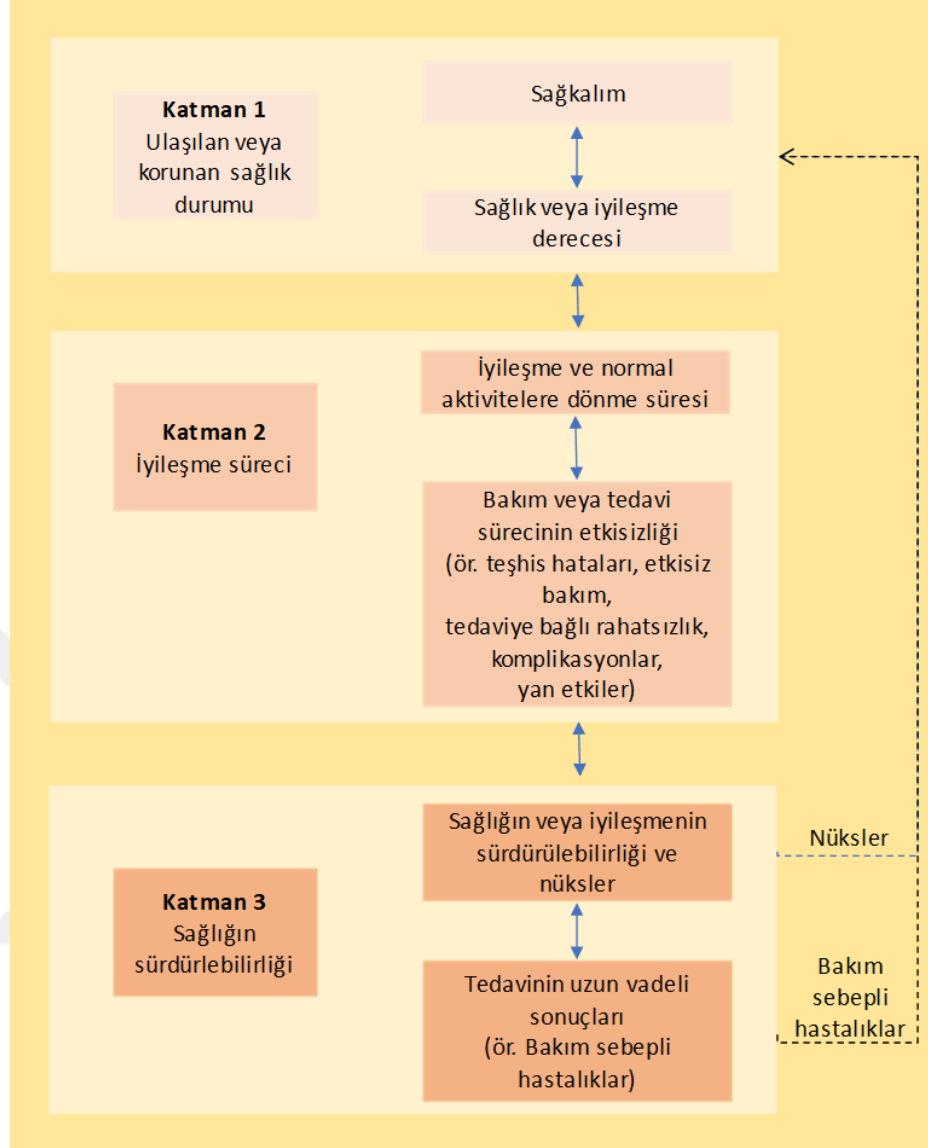 Katman 1
Ulaşılan veya
korunan sağlık
durumu
Sağkalım
Sağlık veya iyileşme
derecesi
Katman 2
İyileşme süreci
İyileşme ve normal
aktivitelere dönme süresi
Bakım veya tedavi
sürecinin etkisizliği
(ör. teşhis hataları, etkisiz
bakım,
tedaviye bağlı rahatsızlık,
komplikasyonlar,
yan etkiler)
Katman 3
Sağlığın
sürdürlebilirliği
Sağlığın veya iyileşmenin
sürdürülebilirliği ve
nüksler
Tedavinin uzun vadeli
sonuçları
(ör. Bakım sebepli
hastalıklar)
Nüksler
Bakım
sebepli
hastalıklar